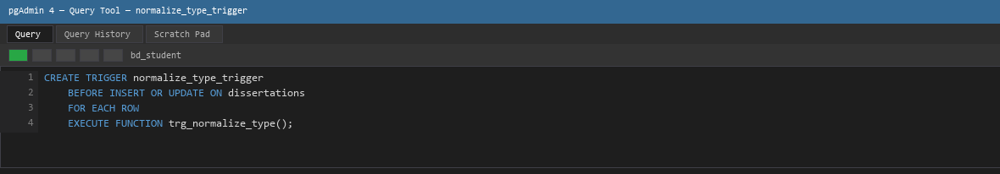 pgAdmin 4 — Query Tool — normalize_type_trigger
Query Query History Scratch Pad
bd_student
1 CREATE TRIGGER normalize_type_trigger
2 BEFORE INSERT OR UPDATE ON dissertations
3 FOR EACH ROW
4 EXECUTE FUNCTION trg_normalize_type();